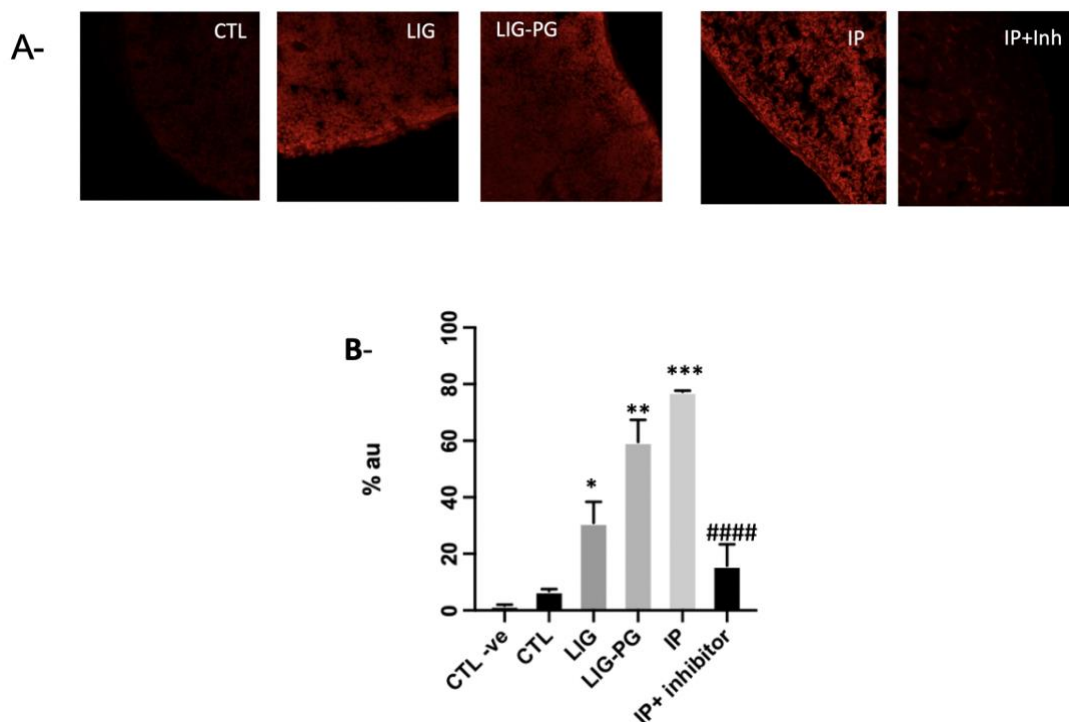 A-
CTL
LIG
LIG-PG
IP
IP+Inh
B-
% au
100
80
60
40
20
0
*
**
***
####
CTL -ve
CTL
LIG
LIG-PG
IP
IP+ inhibitor